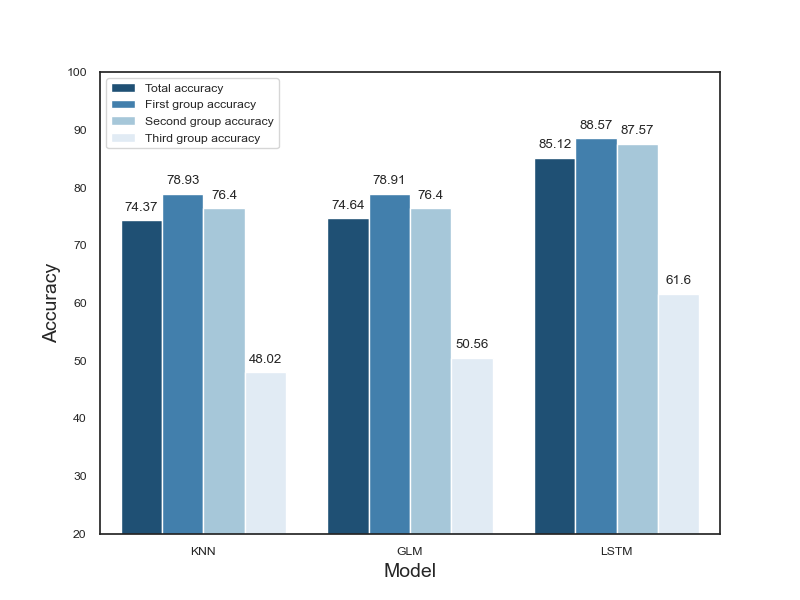 100
90
80
70
60
50
40
30
20
Accuracy
Total accuracy
First group accuracy
Second group accuracy
Third group accuracy
74.37
78.93
76.4
48.02
74.64
78.91
76.4
50.56
85.12
88.57
87.57
61.6
KNN
GLM
LSTM
Model